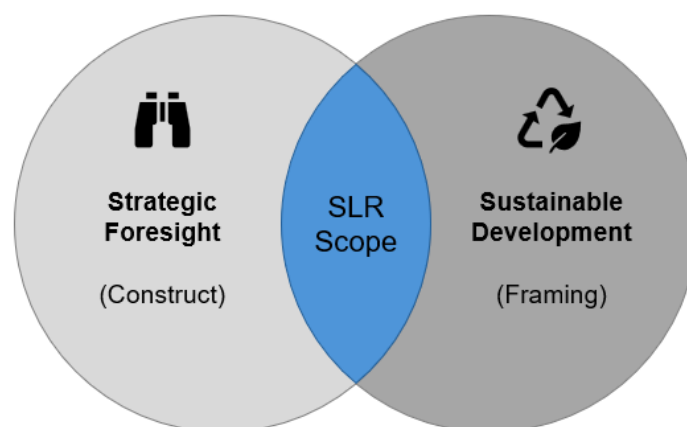 Strategic
Foresight
(Construct)
SLR
Scope
Sustainable
Development
(Framing)